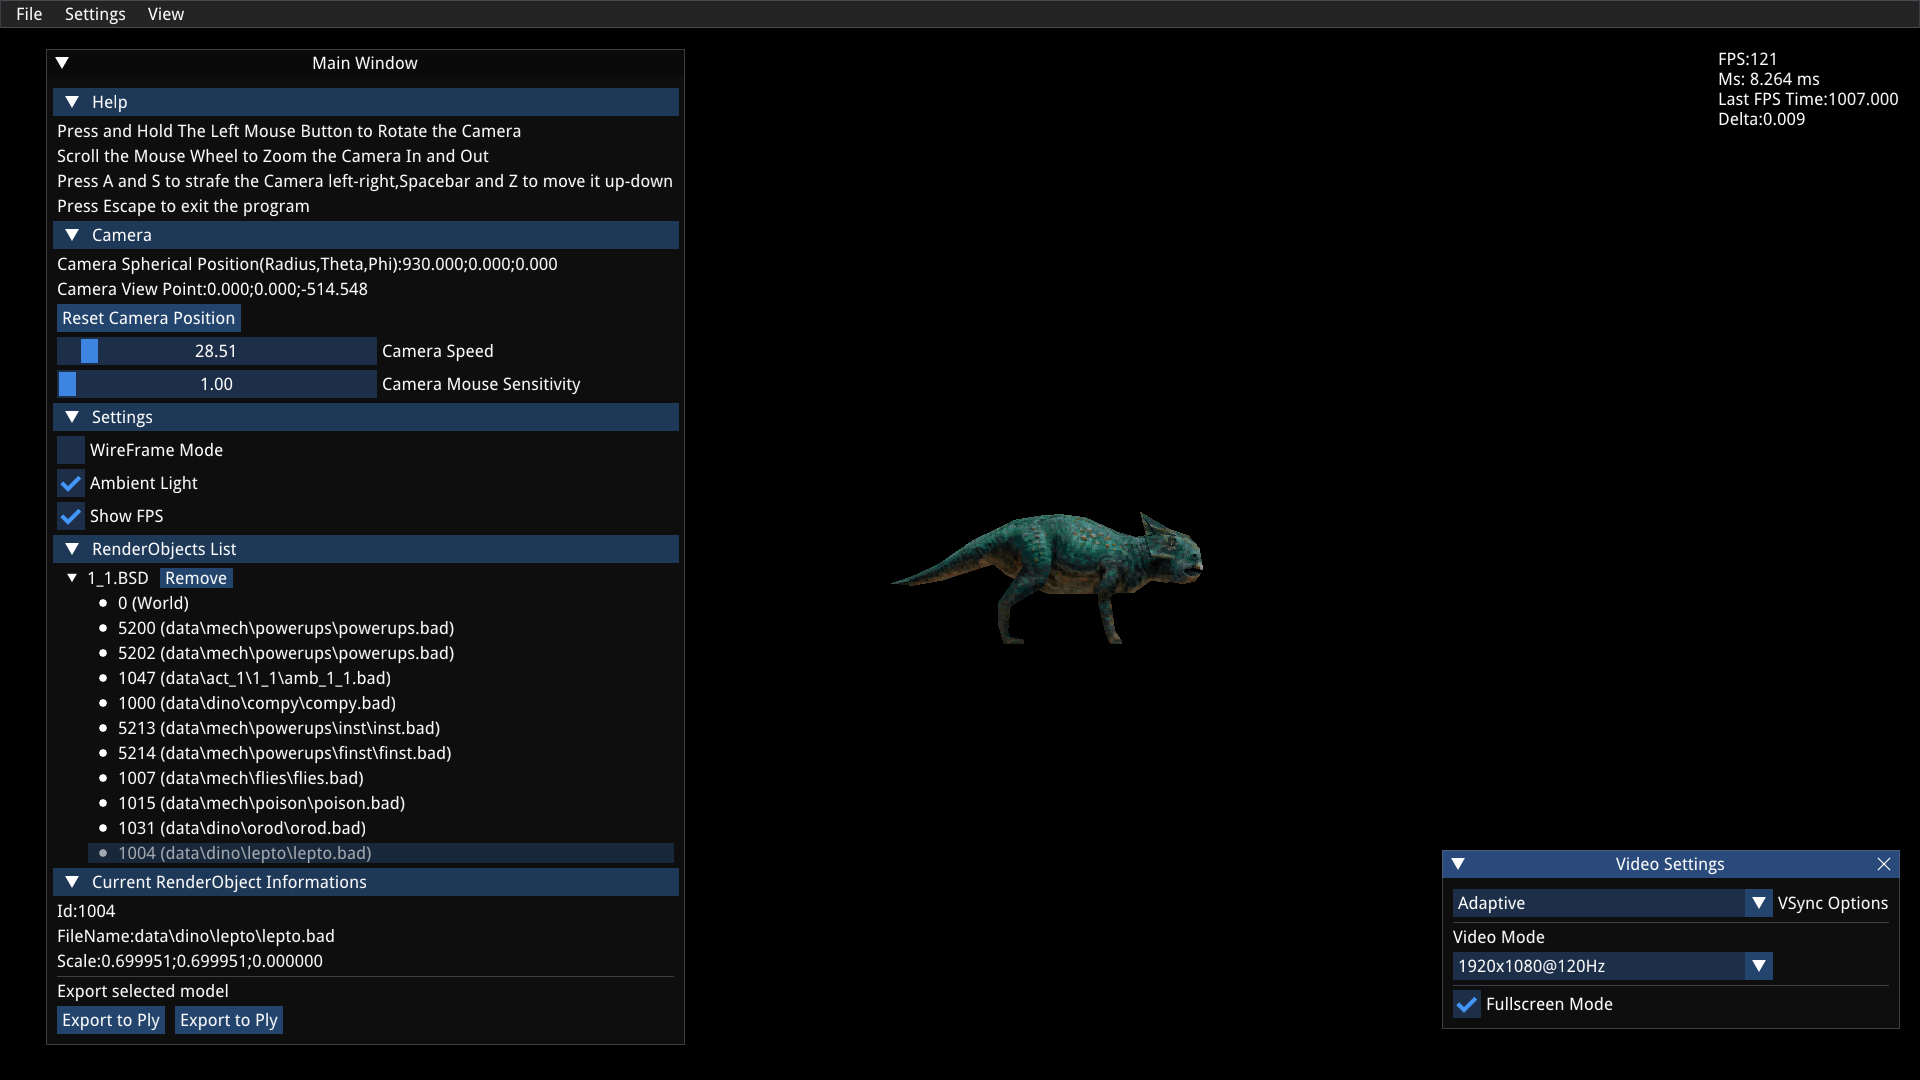 File Settings View
Main Window
FPS:121
Ms: 8.264 ms
Last FPS Time:1007.000
Delta:0.009
Help
Press and Hold The Left Mouse Button to Rotate the Camera
Scroll the Mouse Wheel to Zoom the Camera In and Out
Press A and S to strafe the Camera left-right,Spacebar and Z to move it up-down
Press Escape to exit the program
Camera
Camera Spherical Position(Radius,Theta,Phi):930.000;0.000;0.000
Camera View Point:0.000;0.000;-514.548
Reset Camera Position
28.51 Camera Speed
1.00 Camera Mouse Sensitivity
Settings
WireFrame Mode
Ambient Light
Show FPS
RenderObjects List
1_1.BSD Remove
0 (World)
5200 (data\mech\powerups\powerups.bad)
5202 (data\mech\powerups\powerups.bad)
1047 (data\act_1\1_1\amb_1_1.bad)
1000 (data\dino\compy\compy.bad)
5213 (data\mech\powerups\inst\inst.bad)
5214 (data\mech\powerups\finst\finst.bad)
1007 (data\mech\flies\flies.bad)
1015 (data\mech\poison\poison.bad)
1031 (data\dino\orod\orod.bad)
1004 (data\dino\lepto\lepto.bad)
Current RenderObject Informations
Id:1004
FileName:data\dino\lepto\lepto.bad
Scale:0.699951;0.699951;0.000000
Export selected model
Export to Ply Export to Ply
Video Settings
Adaptive VSync Options
Video Mode
1920x1080@120Hz
Fullscreen Mode